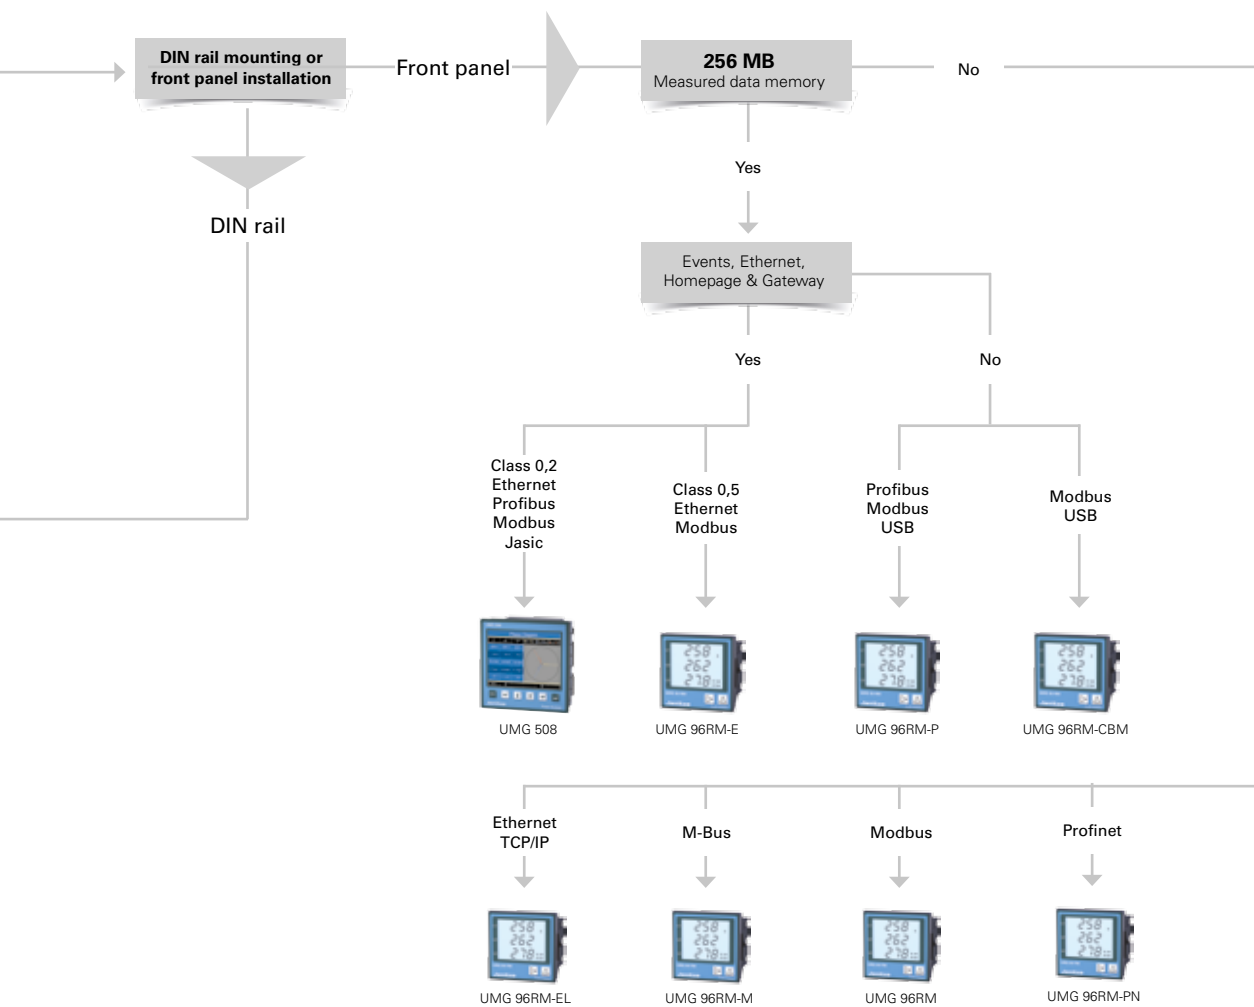 DIN rail mounting or
front panel installation
Front panel
256 MB
Measured data memory
No
Yes
DIN rail
Events, Ethernet,
Homepage & Gateway
Yes
No
Class 0,2
Ethernet
Profibus
Modbus
Jasic
Class 0,5
Ethernet
Modbus
Profibus
Modbus
USB
Modbus
USB
UMG 508
UMG 96RM-E
UMG 96RM-P
UMG 96RM-CBM
Ethernet
TCP/IP
M-Bus
Modbus
Profinet
UMG 96RM-EL
UMG 96RM-M
UMG 96RM
UMG 96RM-PN